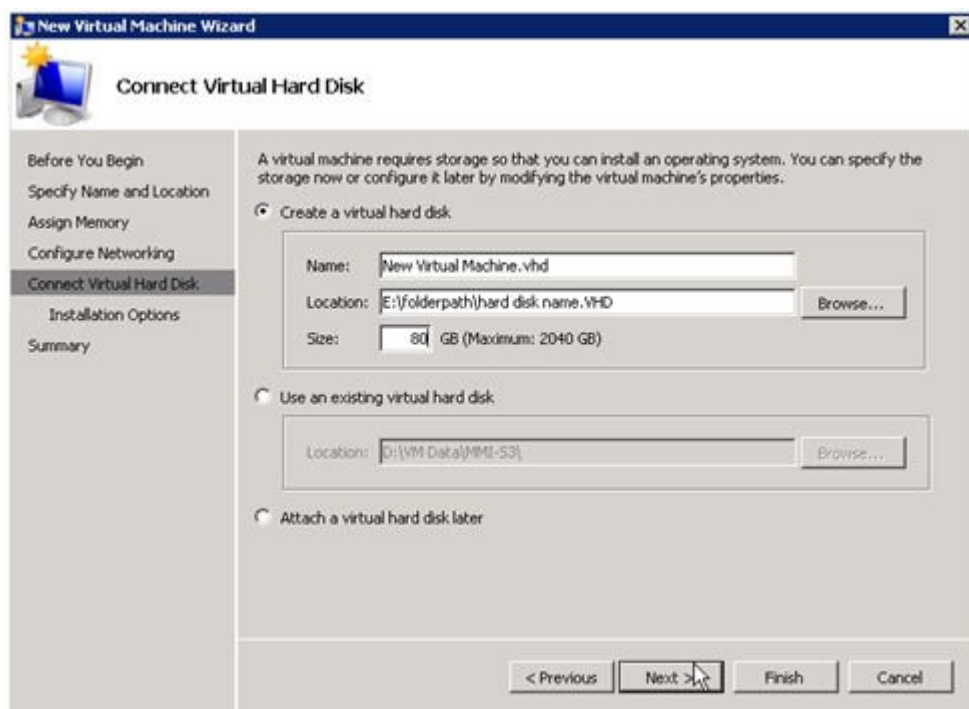 New Virtual Machine Wizard
Connect Virtual Hard Disk
Before You Begin
Specify Name and Location
Assign Memory
Configure Networking
Connect Virtual Hard Disk
Installation Options
Summary
A virtual machine requires storage so that you can install an operating system. You can specify the
storage now or configure it later by modifying the virtual machine's properties.
Create a virtual hard disk
Name: New Virtual Machine.vhd
Location: E:\folderpath\hard disk name.VHD Browse...
Size: 80 GB (Maximum: 2040 GB)
Use an existing virtual hard disk
Location: D:\VM Data\MMI-S3\ Browse...
Attach a virtual hard disk later
< Previous Next > Finish Cancel